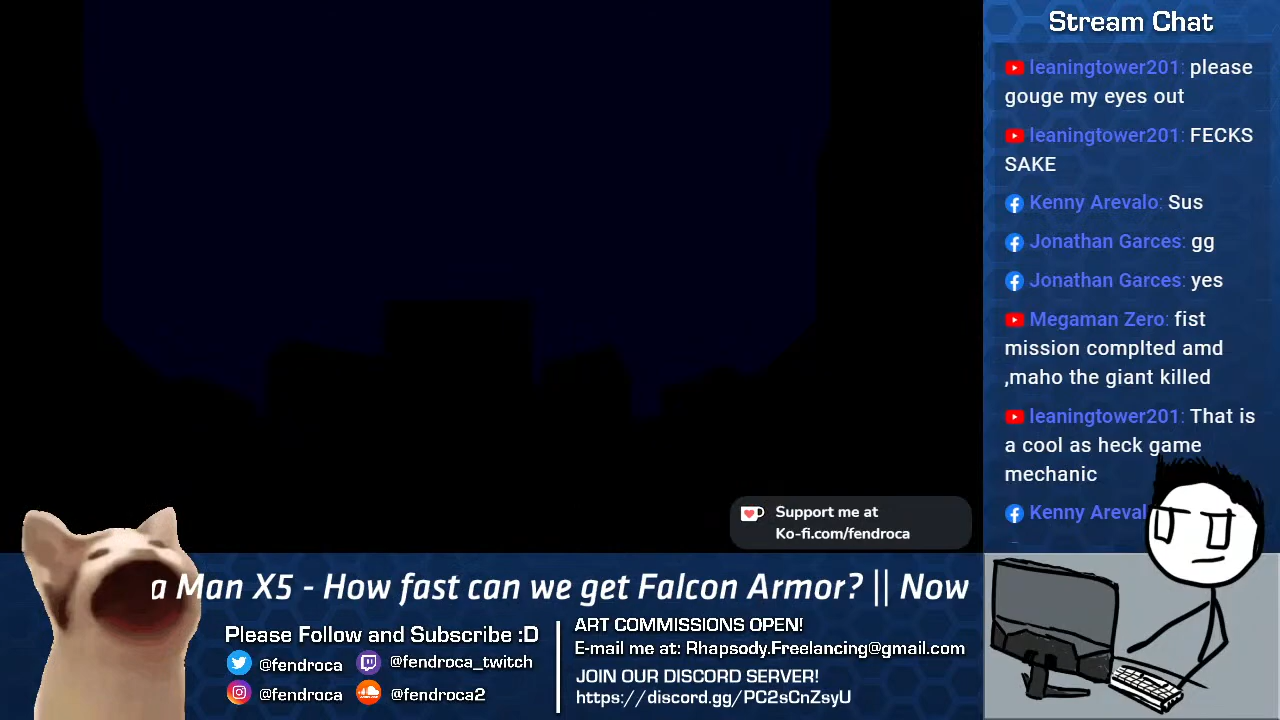 Stream Chat
leaningtower201: please
gouge my eyes out
leaningtower201: FECKS
SAKE
Kenny Arevalo: Sus
Jonathan Garces: gg
Jonathan Garces: yes
Megaman Zero: fist
mission complted amd
,maho the giant killed
leaningtower201: That is
a cool as heck game
mechanic
Kenny Areval
Support me at
Ko-fi.com/fendroca
a Man X5 - How fast can we get Falcon Armor? || Now
Please Follow and Subscribe :D
@fendroca
@fendroca_twitch
@fendroca
@fendroca2
ART COMMISSIONS OPEN!
E-mail me at: Rhapsody.Freelancing@gmail.com
JOIN OUR DISCORD SERVER!
https://discord.gg/PC2sCnZsyU